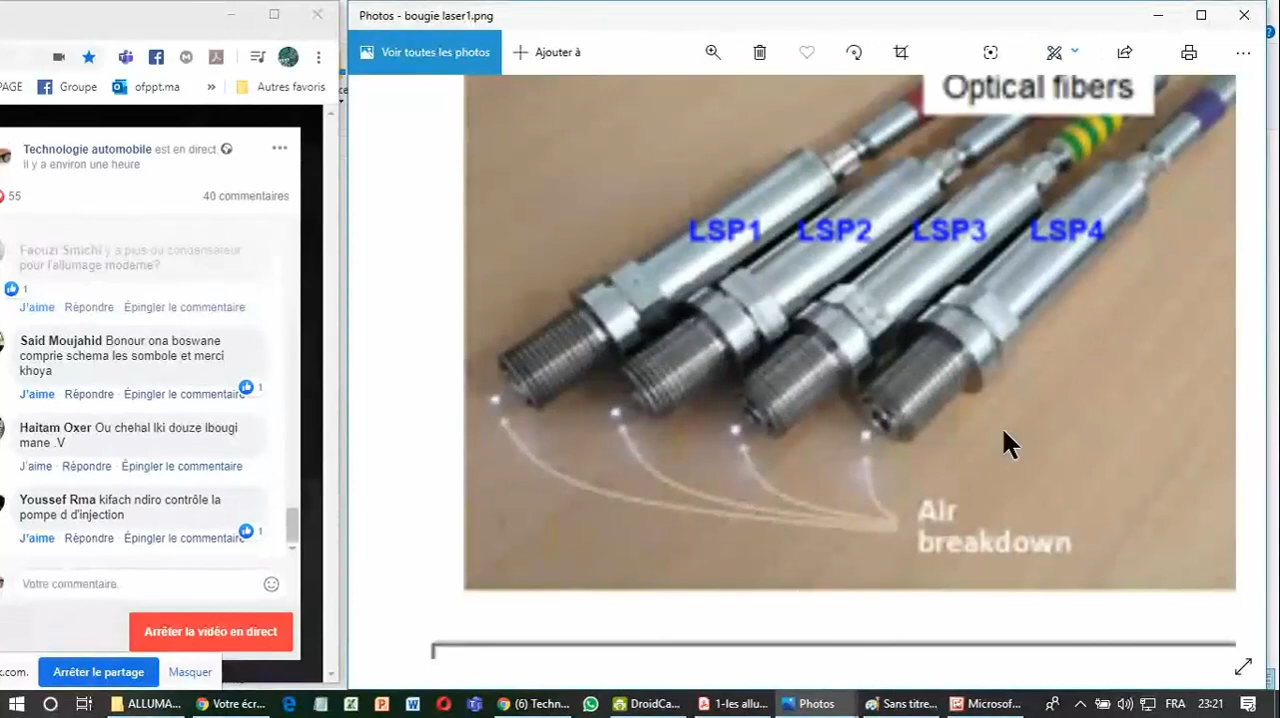 Photos - bougie laser1.png
Voir toutes les photos
Ajouter à
PAGE
Groupe
ofppt.ma
»
Autres favoris
Technologie automobile est en direct
il y a environ une heure
55
40 commentaires
Faouzi Smichi y a plus du condensateur
pour l'allumage moderne?
1
J'aime Répondre Épingler le commentaire
Said Moujahid Bonour ona boswane
comprie schema les sombole et merci
khoya
1
J'aime Répondre Épingler le commentaire
Haitam Oxer Ou chehal lki douze lbougi
mane .V
J'aime · Répondre · Épingler le commentaire
Youssef Rma kifach ndiro contrôle la
pompe d d'injection
1
J'aime · Répondre · Épingler le commentaire
Votre commentaire.
Arrêter la vidéo en direct
.com.
Arrêter le partage
Masquer
Optical fibers
LSP1
LSP2
LSP3
LSP4
Air
breakdown
ALLUMA...
Votre écr...
(6) Techn...
DroidCa...
1-les allu...
Photos
Sans titre...
Microsof...
FRA
23:21